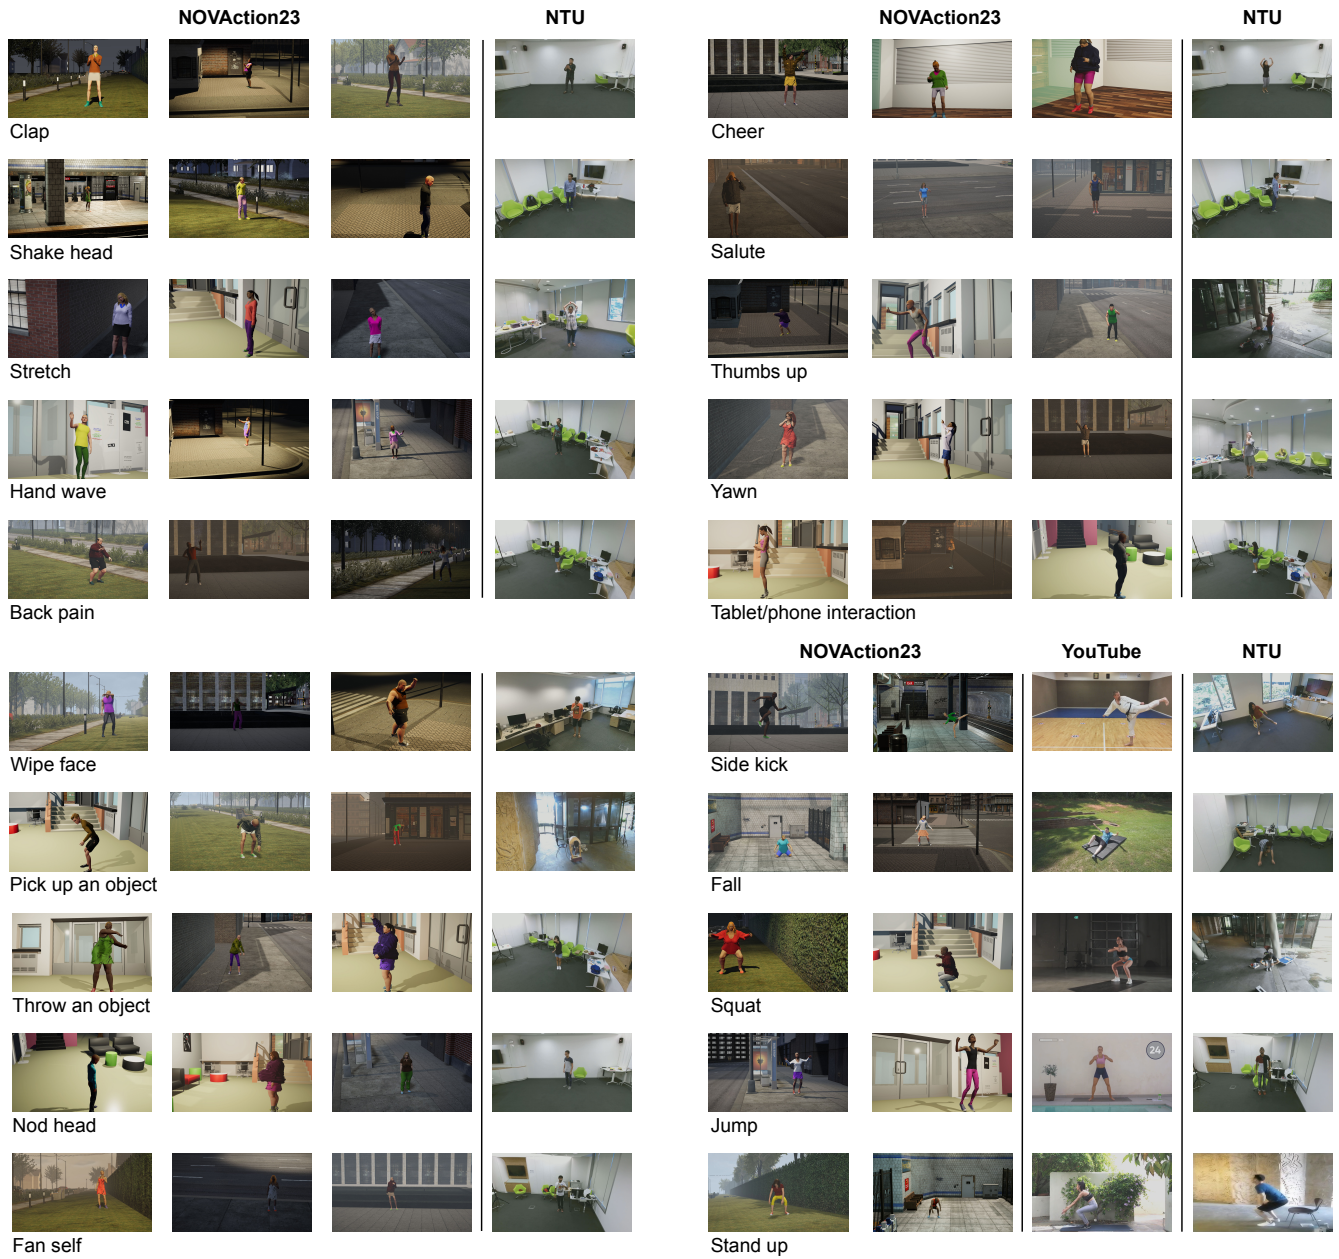 NOVAction23 NTU
Clap
Shake head
Stretch
Hand wave
Back pain
NOVAction23 NTU
Cheer
Salute
Thumbs up
Yawn
Tablet/phone interaction
Wipe face
Pick up an object
Throw an object
Nod head
Fan self
NOVAction23 YouTube NTU
Side kick
Fall
Squat
Jump
24
Stand up